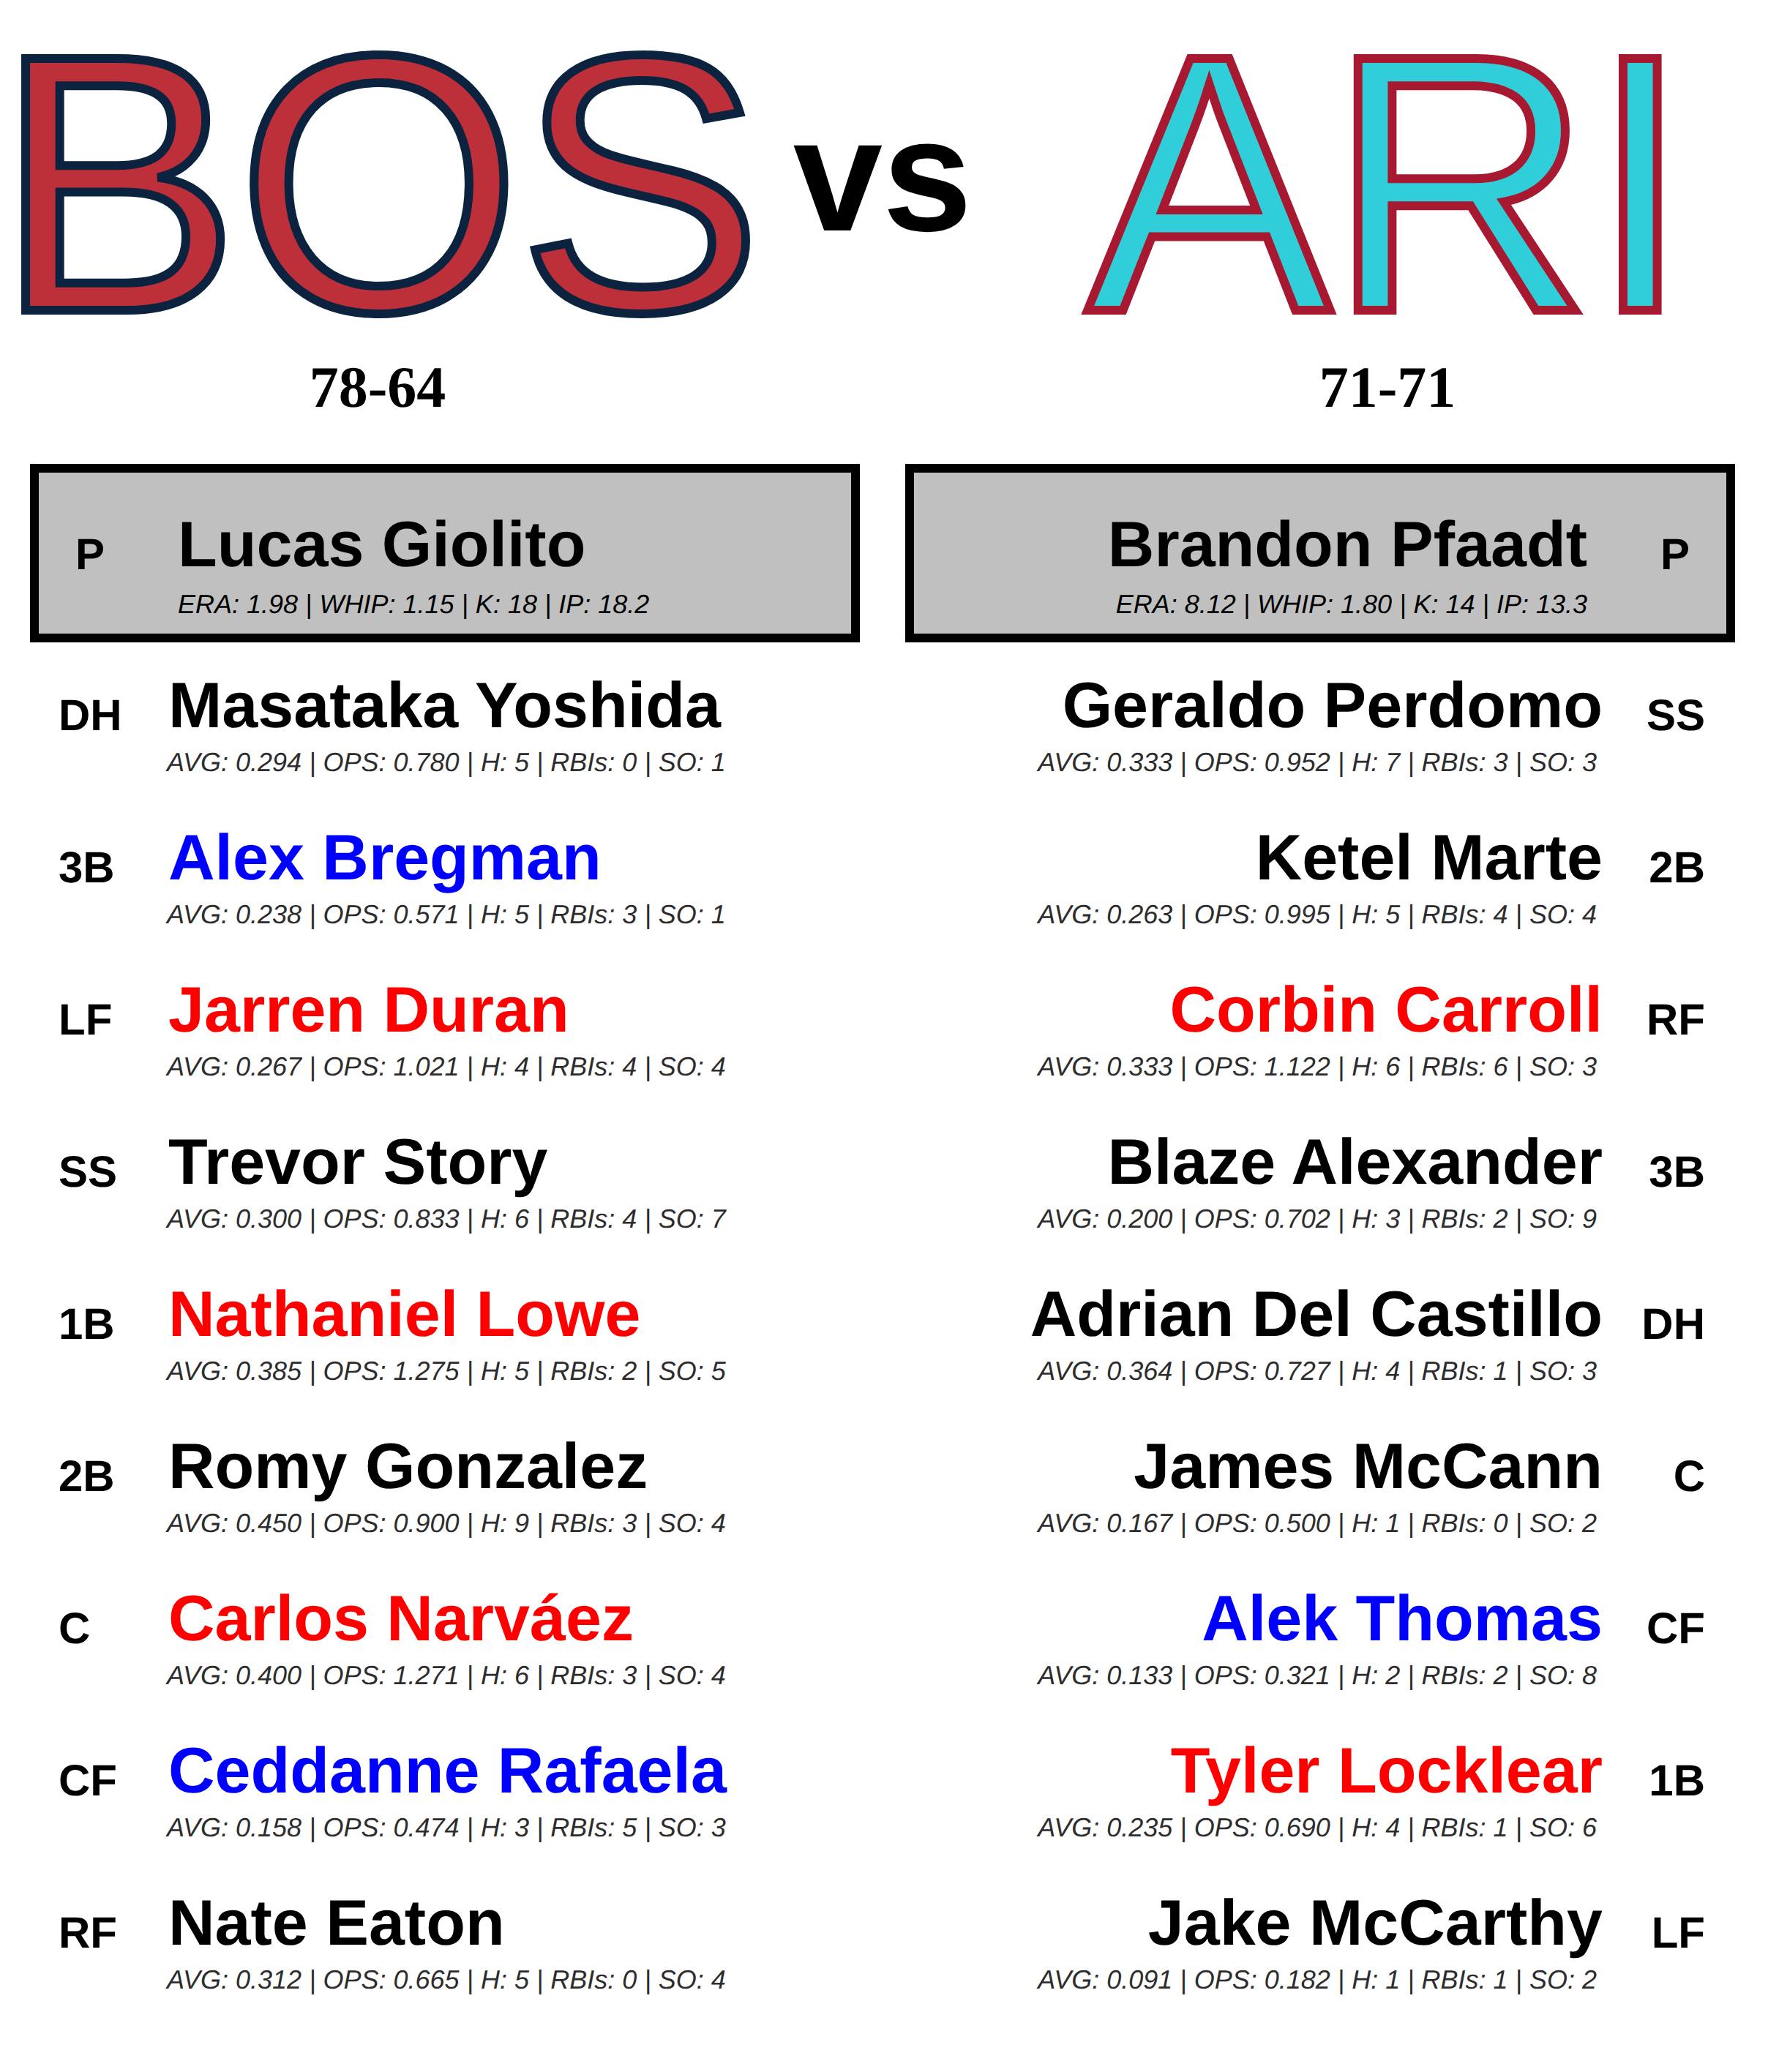 BOS vs ARI
78-64
71-71
P Lucas Giolito
ERA: 1.98 | WHIP: 1.15 | K: 18 | IP: 18.2
Brandon Pfaadt P
ERA: 8.12 | WHIP: 1.80 | K: 14 | IP: 13.3
DH Masataka Yoshida
AVG: 0.294 | OPS: 0.780 | H: 5 | RBIs: 0 | SO: 1
3B Alex Bregman
AVG: 0.238 | OPS: 0.571 | H: 5 | RBIs: 3 | SO: 1
LF Jarren Duran
AVG: 0.267 | OPS: 1.021 | H: 4 | RBIs: 4 | SO: 4
SS Trevor Story
AVG: 0.300 | OPS: 0.833 | H: 6 | RBIs: 4 | SO: 7
1B Nathaniel Lowe
AVG: 0.385 | OPS: 1.275 | H: 5 | RBIs: 2 | SO: 5
2B Romy Gonzalez
AVG: 0.450 | OPS: 0.900 | H: 9 | RBIs: 3 | SO: 4
C Carlos Narváez
AVG: 0.400 | OPS: 1.271 | H: 6 | RBIs: 3 | SO: 4
CF Ceddanne Rafaela
AVG: 0.158 | OPS: 0.474 | H: 3 | RBIs: 5 | SO: 3
RF Nate Eaton
AVG: 0.312 | OPS: 0.665 | H: 5 | RBIs: 0 | SO: 4
Geraldo Perdomo SS
AVG: 0.333 | OPS: 0.952 | H: 7 | RBIs: 3 | SO: 3
Ketel Marte 2B
AVG: 0.263 | OPS: 0.995 | H: 5 | RBIs: 4 | SO: 4
Corbin Carroll RF
AVG: 0.333 | OPS: 1.122 | H: 6 | RBIs: 6 | SO: 3
Blaze Alexander 3B
AVG: 0.200 | OPS: 0.702 | H: 3 | RBIs: 2 | SO: 9
Adrian Del Castillo DH
AVG: 0.364 | OPS: 0.727 | H: 4 | RBIs: 1 | SO: 3
James McCann C
AVG: 0.167 | OPS: 0.500 | H: 1 | RBIs: 0 | SO: 2
Alek Thomas CF
AVG: 0.133 | OPS: 0.321 | H: 2 | RBIs: 2 | SO: 8
Tyler Locklear 1B
AVG: 0.235 | OPS: 0.690 | H: 4 | RBIs: 1 | SO: 6
Jake McCarthy LF
AVG: 0.091 | OPS: 0.182 | H: 1 | RBIs: 1 | SO: 2